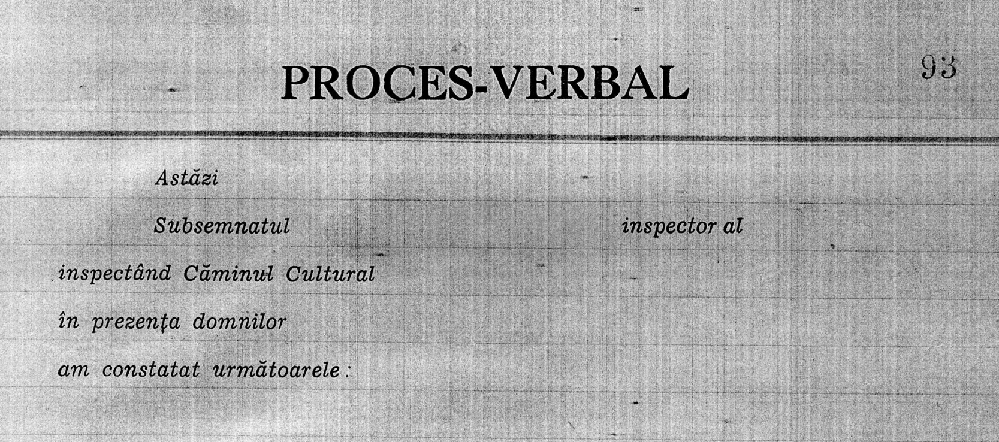 93
PROCES-VERBAL
Astăzi
Subsemnatul inspector al
inspectând Căminul Cultural
în prezența domnilor
am constatat următoarele :